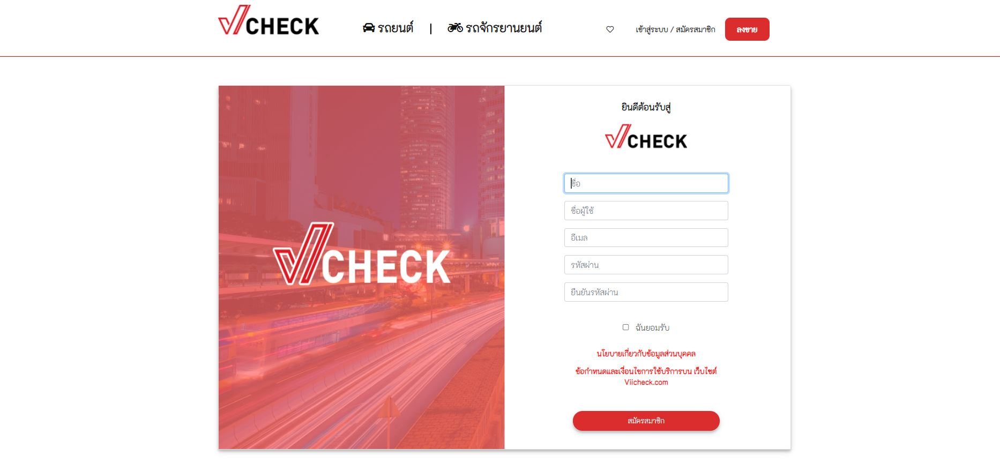 VCHECK
รถยนต์ | รถจักรยานยนต์
เข้าสู่ระบบ / สมัครสมาชิก
ลงขาย
VCHECK
ยินดีต้อนรับสู่
VCHECK
ชื่อ
ชื่อผู้ใช้
อีเมล
รหัสผ่าน
ยืนยันรหัสผ่าน
ฉันยอมรับ
นโยบายเกี่ยวกับข้อมูลส่วนบุคคล
ข้อกำหนดและเงื่อนไขการใช้บริการบน เว็บไซต์
Viicheck.com
สมัครสมาชิก